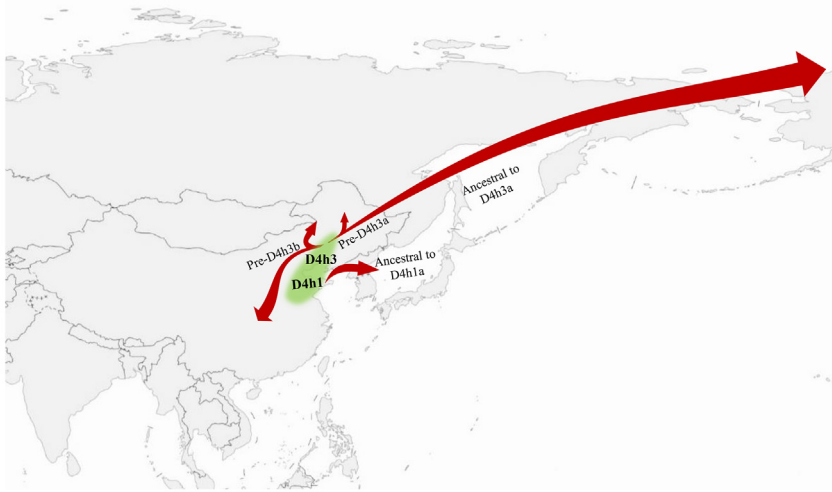 Ancestral to
D4h3a
Pre-D4h3b
Pre-D4h3a
D4h3
Ancestral to
D4h1a
D4h1